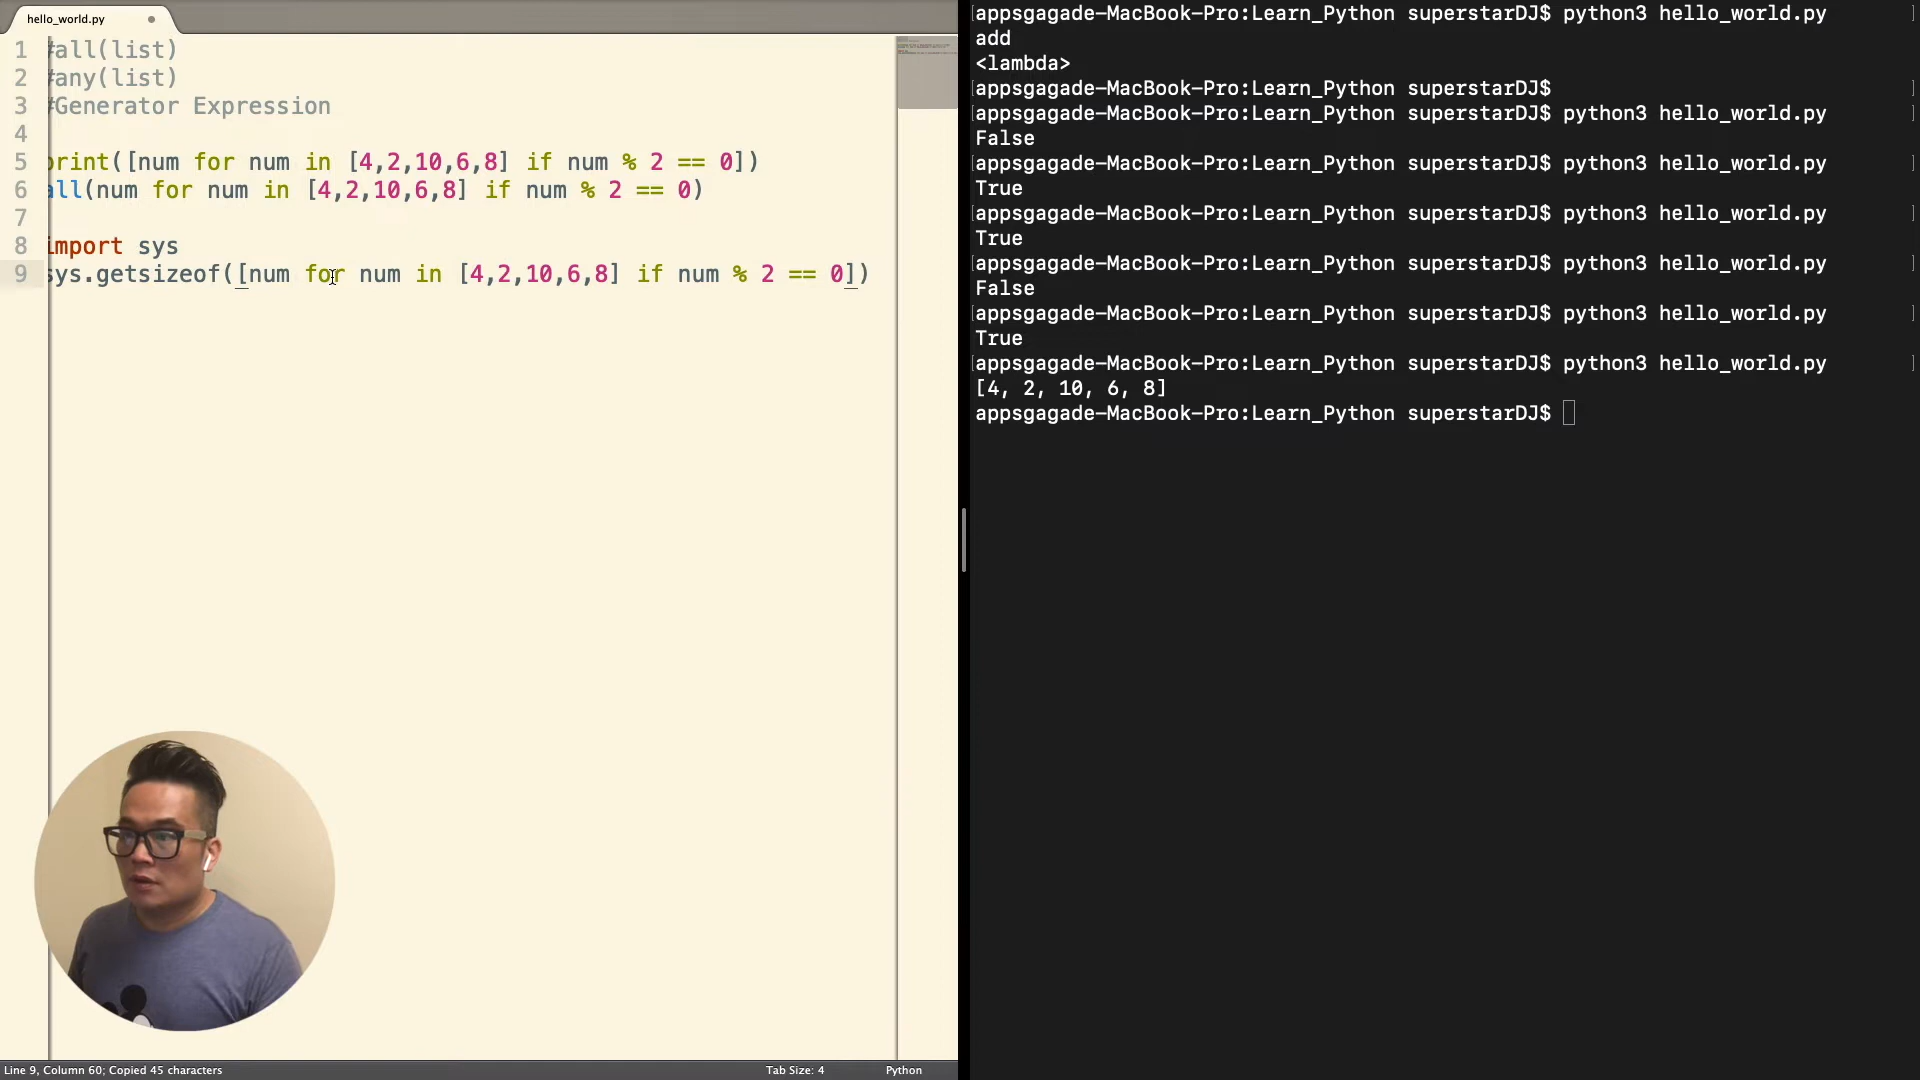 hello_world.py
1 #all(list)
2 #any(list)
3 #Generator Expression
4
5 print([num for num in [4,2,10,6,8] if num % 2 == 0])
6 all(num for num in [4,2,10,6,8] if num % 2 == 0)
7
8 import sys
9 sys.getsizeof([num for num in [4,2,10,6,8] if num % 2 == 0])
Line 9, Column 60; Copied 45 characters
Tab Size: 4
Python
[appsgagade-MacBook-Pro:Learn_Python superstarDJ$ python3 hello_world.py ]
add
<lambda>
[appsgagade-MacBook-Pro:Learn_Python superstarDJ$ ]
[appsgagade-MacBook-Pro:Learn_Python superstarDJ$ python3 hello_world.py ]
False
[appsgagade-MacBook-Pro:Learn_Python superstarDJ$ python3 hello_world.py ]
True
[appsgagade-MacBook-Pro:Learn_Python superstarDJ$ python3 hello_world.py ]
True
[appsgagade-MacBook-Pro:Learn_Python superstarDJ$ python3 hello_world.py ]
False
[appsgagade-MacBook-Pro:Learn_Python superstarDJ$ python3 hello_world.py ]
True
[appsgagade-MacBook-Pro:Learn_Python superstarDJ$ python3 hello_world.py ]
[4, 2, 10, 6, 8]
appsgagade-MacBook-Pro:Learn_Python superstarDJ$